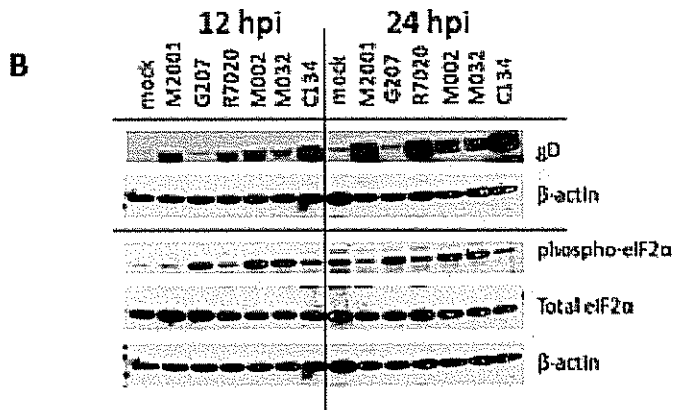 12 hpi 24 hpi
B
mock M2001 G207 R7020 M002 M032 C134 mock M2001 G207 R7020 M002 M032 C134
gD
β-actin
phospho-eIF2α
Total eIF2α
β-actin